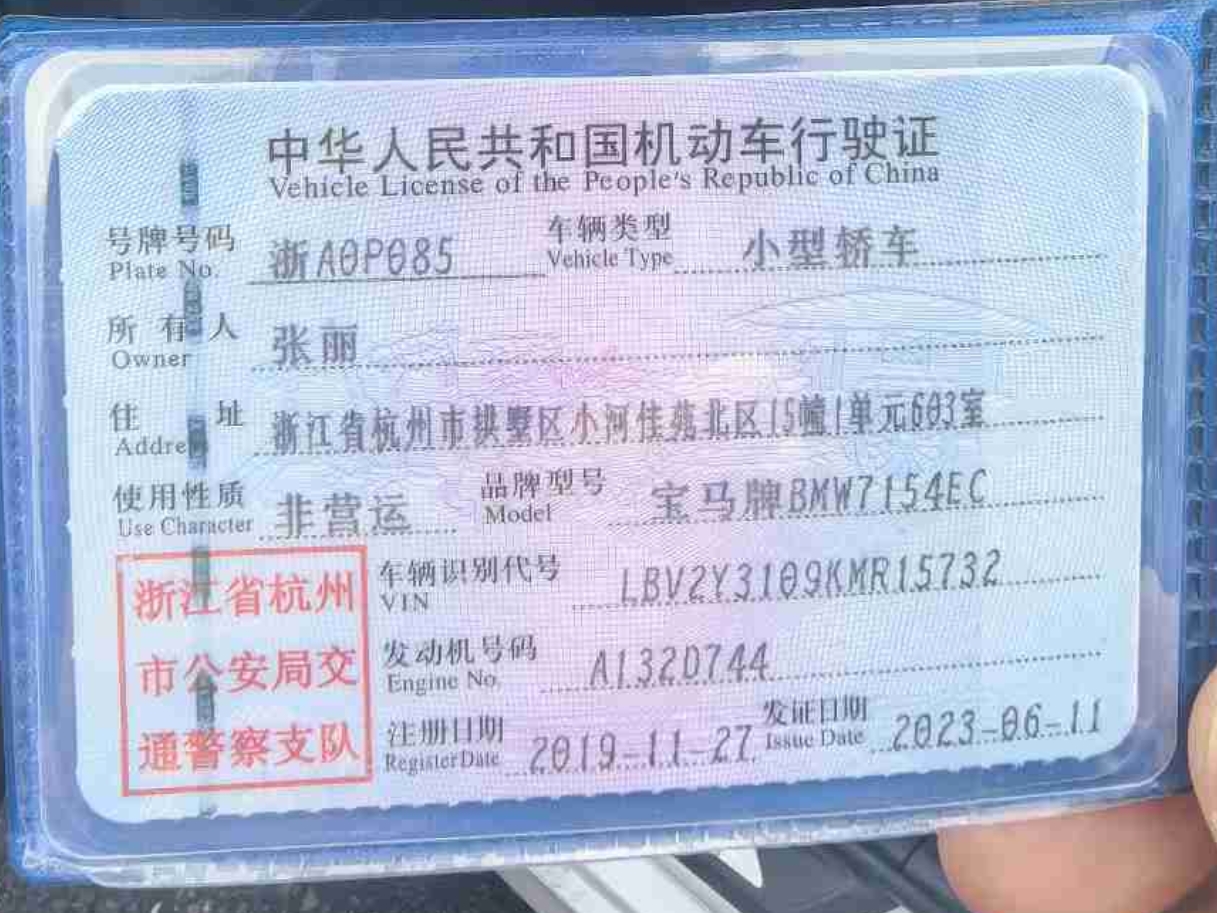 中华人民共和国机动车行驶证
Vehicle License of the People's Republic of China
号牌号码 浙A0P085 车辆类型 小型轿车
Plate No. Vehicle Type
所有人 张丽
Owner
住址 浙江省杭州市拱墅区小河佳苑北区15幢1单元603室
Address
使用性质 非营运 品牌型号 宝马牌BMW7154EC
Use Character Model
浙江省杭州 车辆识别代号 LBV2Y3109KMR15732
VIN
市公安局交 发动机号码 A132D744
Engine No.
通警察支队 注册日期 2019-11-27 发证日期 2023-06-11
Register Date Issue Date